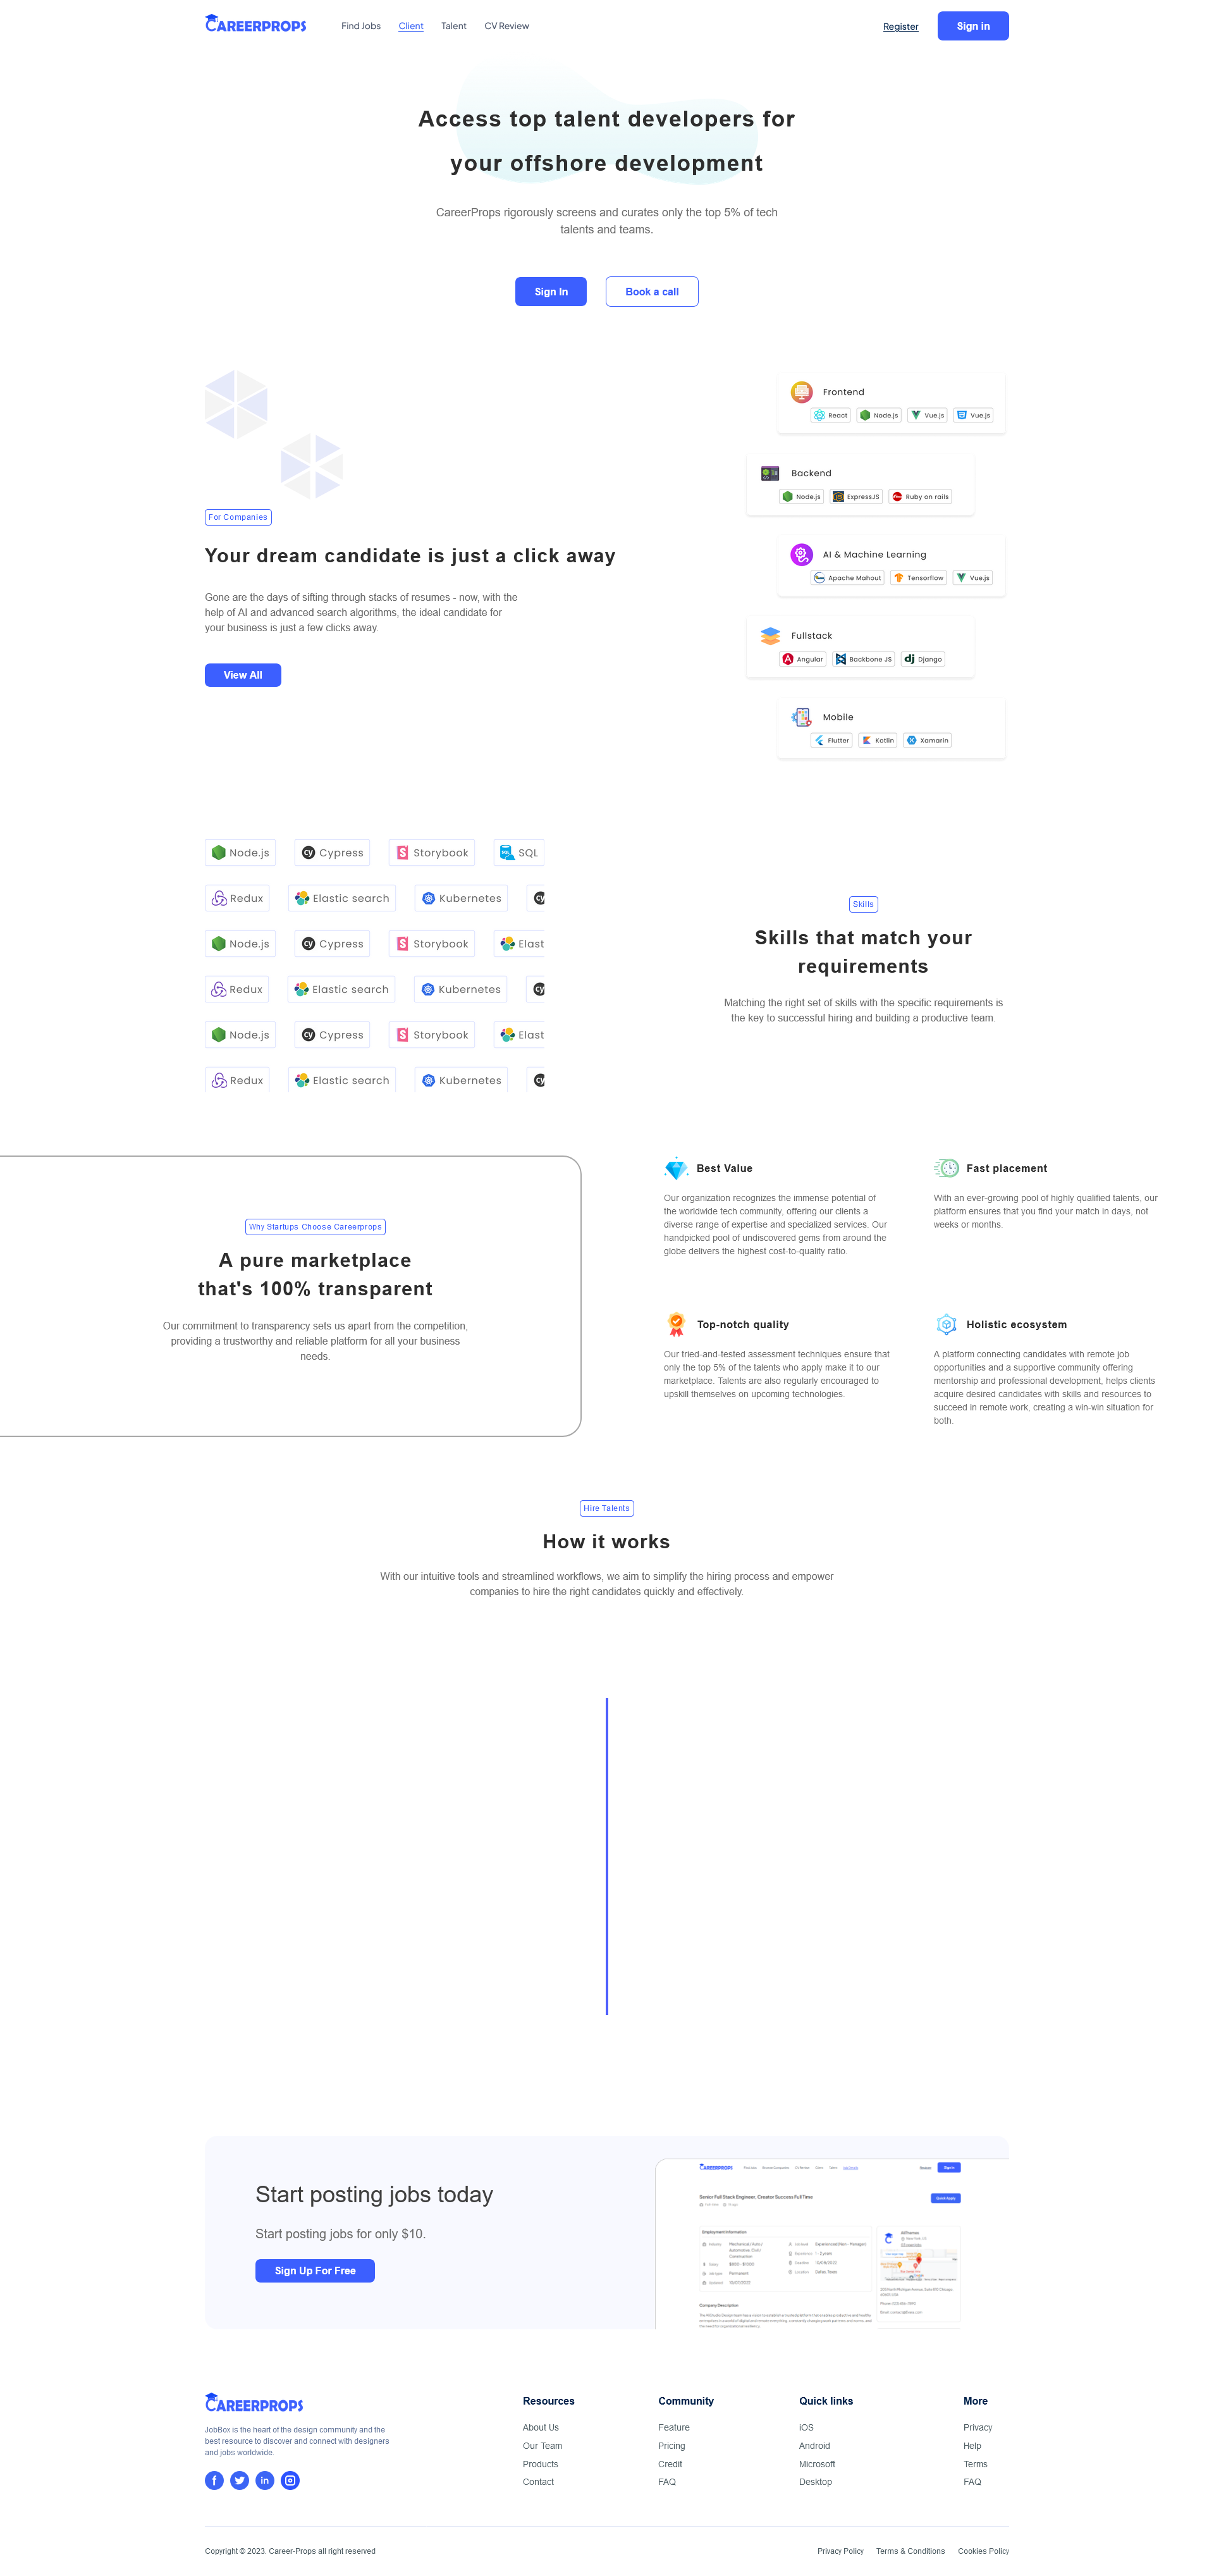 CAREERPROPS
Find Jobs
Client
Talent
CV Review
Register
Sign in
Access top talent developers for
your offshore development
CareerProps rigorously screens and curates only the top 5% of tech
talents and teams.
Sign In
Book a call
For Companies
Your dream candidate is just a click away
Gone are the days of sifting through stacks of resumes - now, with the
help of AI and advanced search algorithms, the ideal candidate for
your business is just a few clicks away.
View All
Frontend
React
Node.js
Vue.js
Vue.js
Backend
Node.js
ExpressJS
Ruby on rails
AI & Machine Learning
Apache Mahout
Tensorflow
Vue.js
Fullstack
Angular
Backbone JS
Django
Mobile
Flutter
Kotlin
Xamarin
Node.js
Cypress
Storybook
SQL
Redux
Elastic search
Kubernetes
cy
Node.js
Cypress
Storybook
Elast
Redux
Elastic search
Kubernetes
cy
Node.js
Cypress
Storybook
Elast
Redux
Elastic search
Kubernetes
cy
Skills
Skills that match your
requirements
Matching the right set of skills with the specific requirements is
the key to successful hiring and building a productive team.
Why Startups Choose Careerprops
A pure marketplace
that's 100% transparent
Our commitment to transparency sets us apart from the competition,
providing a trustworthy and reliable platform for all your business
needs.
Best Value
Our organization recognizes the immense potential of
the worldwide tech community, offering our clients a
diverse range of expertise and specialized services. Our
handpicked pool of undiscovered gems from around the
globe delivers the highest cost-to-quality ratio.
Fast placement
With an ever-growing pool of highly qualified talents, our
platform ensures that you find your match in days, not
weeks or months.
Top-notch quality
Our tried-and-tested assessment techniques ensure that
only the top 5% of the talents who apply make it to our
marketplace. Talents are also regularly encouraged to
upskill themselves on upcoming technologies.
Holistic ecosystem
A platform connecting candidates with remote job
opportunities and a supportive community offering
mentorship and professional development, helps clients
acquire desired candidates with skills and resources to
succeed in remote work, creating a win-win situation for
both.
Hire Talents
How it works
With our intuitive tools and streamlined workflows, we aim to simplify the hiring process and empower
companies to hire the right candidates quickly and effectively.
Start posting jobs today
Start posting jobs for only $10.
Sign Up For Free
CAREERPROPS
Senior Full Stack Engineer, Creator Success Full Time
Quick Apply
Employment Information
Company Description
CAREERPROPS
JobBox is the heart of the design community and the
best resource to discover and connect with designers
and jobs worldwide.
Resources
About Us
Our Team
Products
Contact
Community
Feature
Pricing
Credit
FAQ
Quick links
iOS
Android
Microsoft
Desktop
More
Privacy
Help
Terms
FAQ
Copyright © 2023. Career-Props all right reserved
Privacy Policy
Terms & Conditions
Cookies Policy